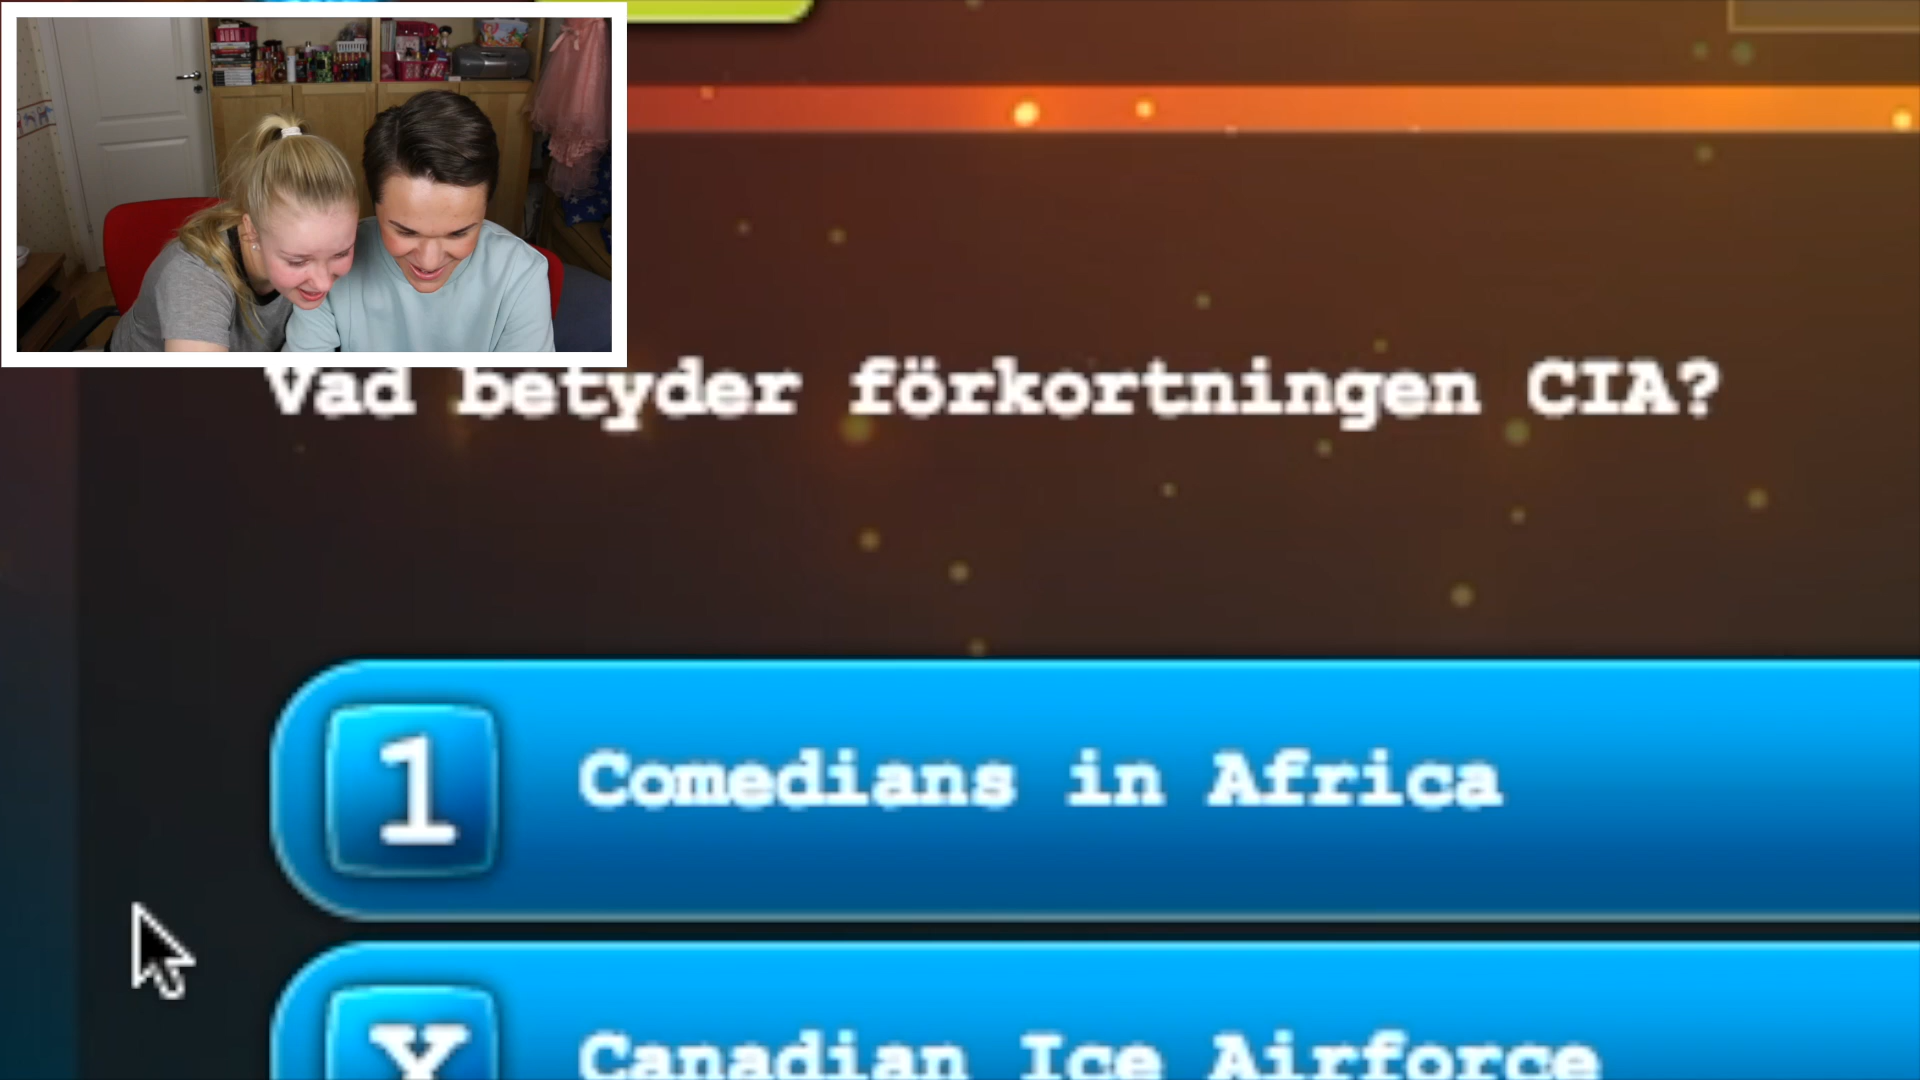 Vad betyder förkortningen CIA?
1 Comedians in Africa
X Canadian Ice Airforce